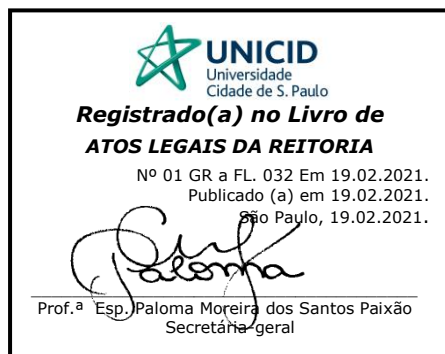 UNICID
Universidade
Cidade de S. Paulo
Registrado(a) no Livro de
ATOS LEGAIS DA REITORIA
Nº 01 GR a FL. 032 Em 19.02.2021.
Publicado (a) em 19.02.2021.
São Paulo, 19.02.2021.
Paloma
Prof.ª Esp. Paloma Moreira dos Santos Paixão
Secretária-geral